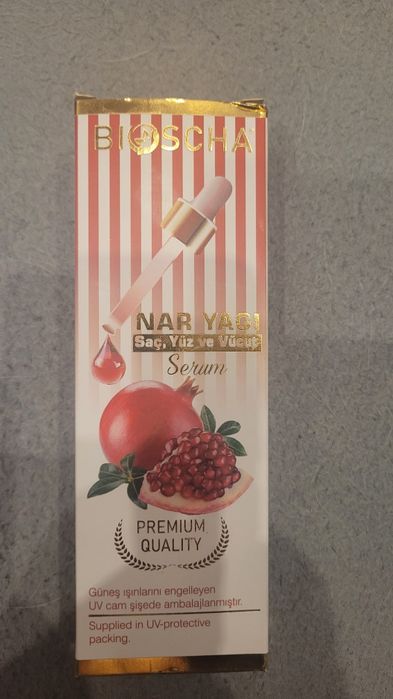 BIOSCHA
NAR YAĞI
Saç, Yüz ve Vücut
Serum
PREMIUM
QUALITY
Güneş ışınlarını engelleyen
UV cam şişede ambalajlanmıştır.
Supplied in UV-protective
packing.